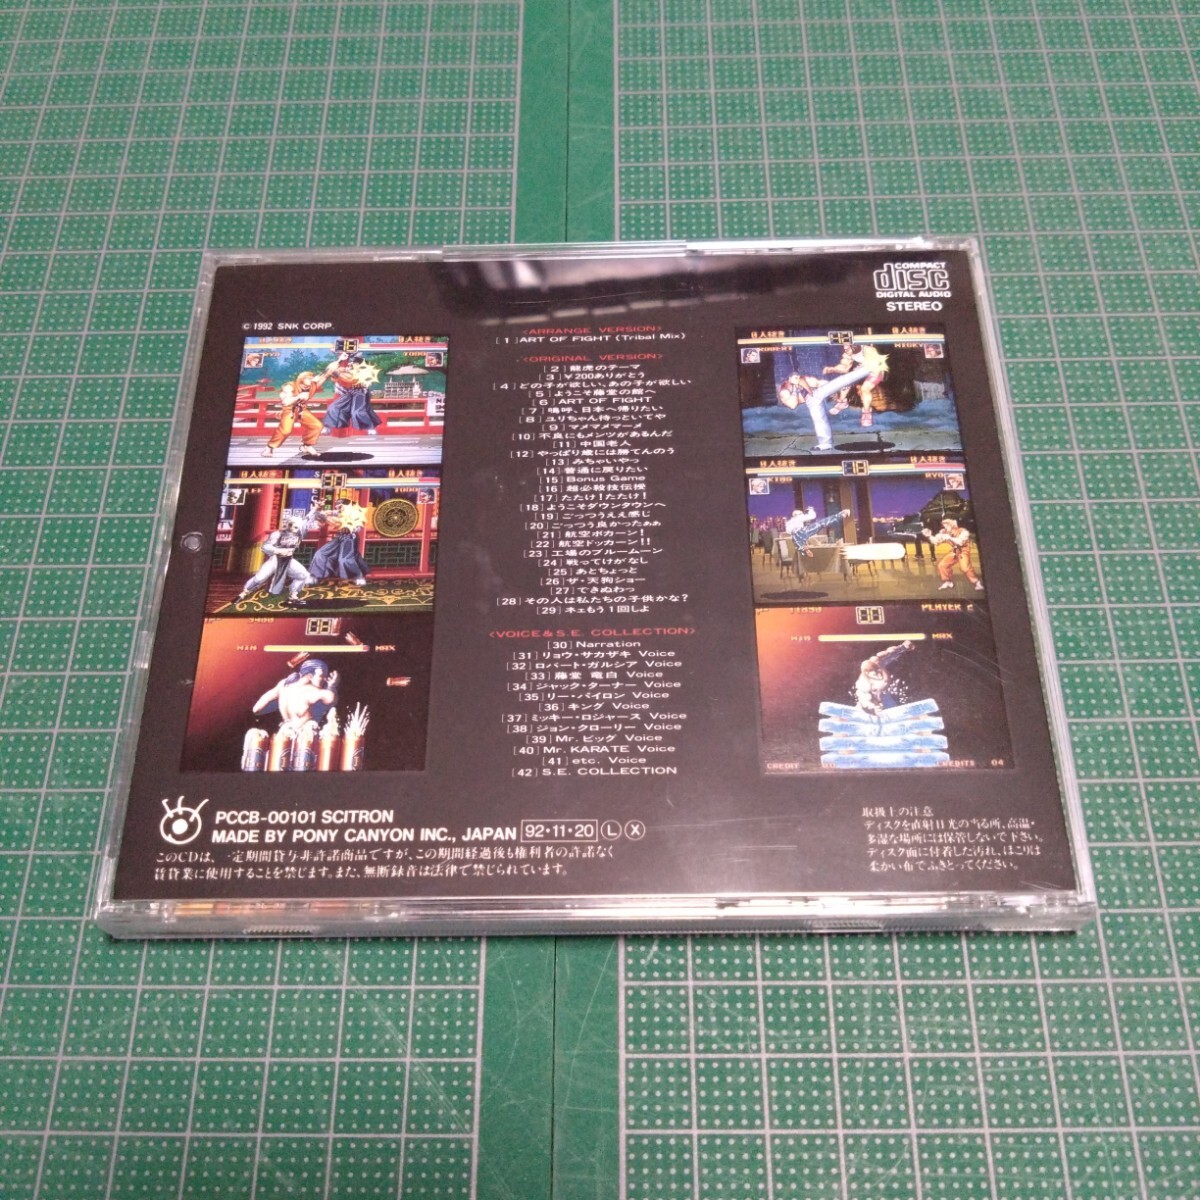 COMPACT
disc
DIGITAL AUDIO
STEREO
© 1992 SNK CORP.
<ARRANGE VERSION>
[1] ART OF FIGHT (Tribal Mix)
<ORIGINAL VERSION>
[2]龍虎のテーマ
[3] ¥200ありがとう
[4] どの子が欲しい、あの子が欲しい
[5] ようこそ藤堂の館へ
[6] ART OF FIGHT
[7] 嗚呼、日本へ帰りたい
[8] ユリちゃん待っといてや
[9] マメマメマーメ
[10] 不良にもメンツがあるんだ
[11] 中国老人
[12] やっぱり歳には勝てんのう
[13] みちゃいやっ
[14] 普通に戻りたい
[15] Bonus Game
[16] 超必殺技伝授
[17] たたけ!たたけ!
[18] ようこそダウンタウンへ
[19] ごっつうええ感じ
[20] ごっつう良かったぁぁ
[21] 航空ボカーン!
[22] 航空ドッカーン!!
[23] 工場のブルームーン
[24] 戦ってけがなし
[25] あとちょっと
[26] ザ・天狗ショー
[27] できぬわっ
[28] その人は私たちの子供かな?
[29] ネェもう1回しよ
<VOICE & S.E. COLLECTION>
[30] Narration
[31] リョウ・サカザキ Voice
[32] ロバート・ガルシア Voice
[33] 藤堂 竜白 Voice
[34] ジャック・ターナー Voice
[35] リー・パイロン Voice
[36] キング Voice
[37] ミッキー・ロジャース Voice
[38] ジョン・クローリー Voice
[39] Mr. ビッグ Voice
[40] Mr. KARATE Voice
[41] etc. Voice
[42] S.E. COLLECTION
MIN MAX
PLAYER 2
MIN MAX
CREDITS 04
PCCB-00101 SCITRON
MADE BY PONY CANYON INC., JAPAN 92・11・20 L X
このCDは、一定期間貸与非許諾商品ですが、この期間経過後も権利者の許諾なく
賃貸業に使用することを禁じます。また、無断録音は法律で禁じられています。
取扱上の注意
ディスクを直射日光の当る所、高温・
多湿な場所には保管しないで下さい。
ディスク面に付着した汚れ、ほこりは
柔かい布でふきとってください。